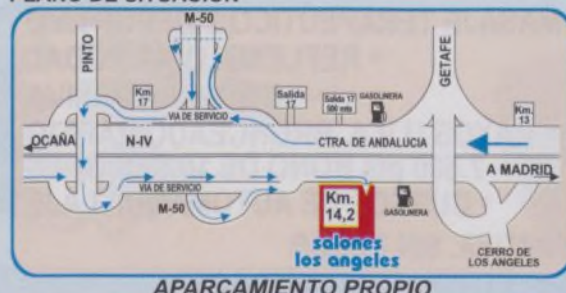 PLANO DE SITUACIÓN
M-50
PINTO
Km
17
Salida
17
Salida 17
500 mts
GASOLINERA
GETAFE
Km.
13
VIA DE SERVICIO
OCAÑA
N-IV
CTRA. DE ANDALUCIA
A MADRID
VIA DE SERVICIO
M-50
Km.
14,2
GASOLINERA
salones
los angeles
CERRO DE
LOS ANGELES
APARCAMIENTO PROPIO